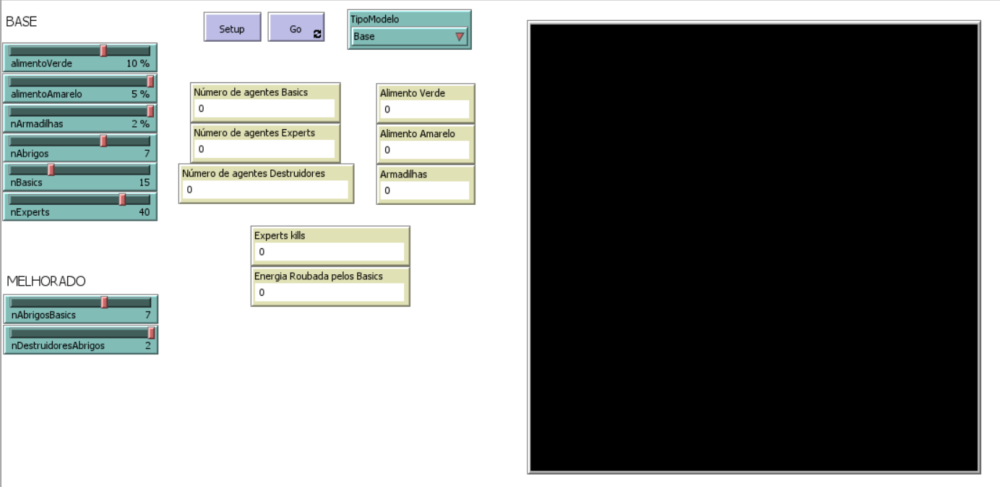 BASE
Setup
Go
TipoModelo
Base
alimentoVerde 10 %
alimentoAmarelo 5 %
nArmadilhas 2 %
nAbrigos 7
nBasics 15
nExperts 40
Número de agentes Basics
0
Número de agentes Experts
0
Número de agentes Destruidores
0
Alimento Verde
0
Alimento Amarelo
0
Armadilhas
0
Experts kills
0
Energia Roubada pelos Basics
0
MELHORADO
nAbrigosBasics 7
nDestruidoresAbrigos 2